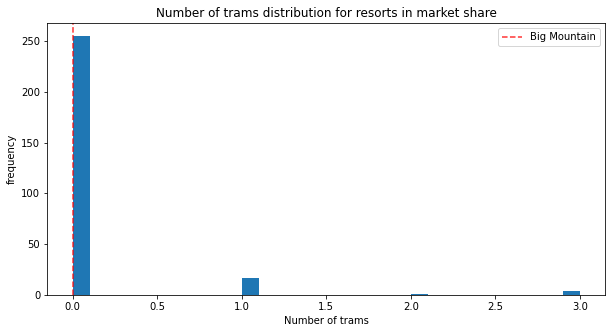 Number of trams distribution for resorts in market share
Big Mountain
frequency
250
200
150
100
50
0
0.0 0.5 1.0 1.5 2.0 2.5 3.0
Number of trams